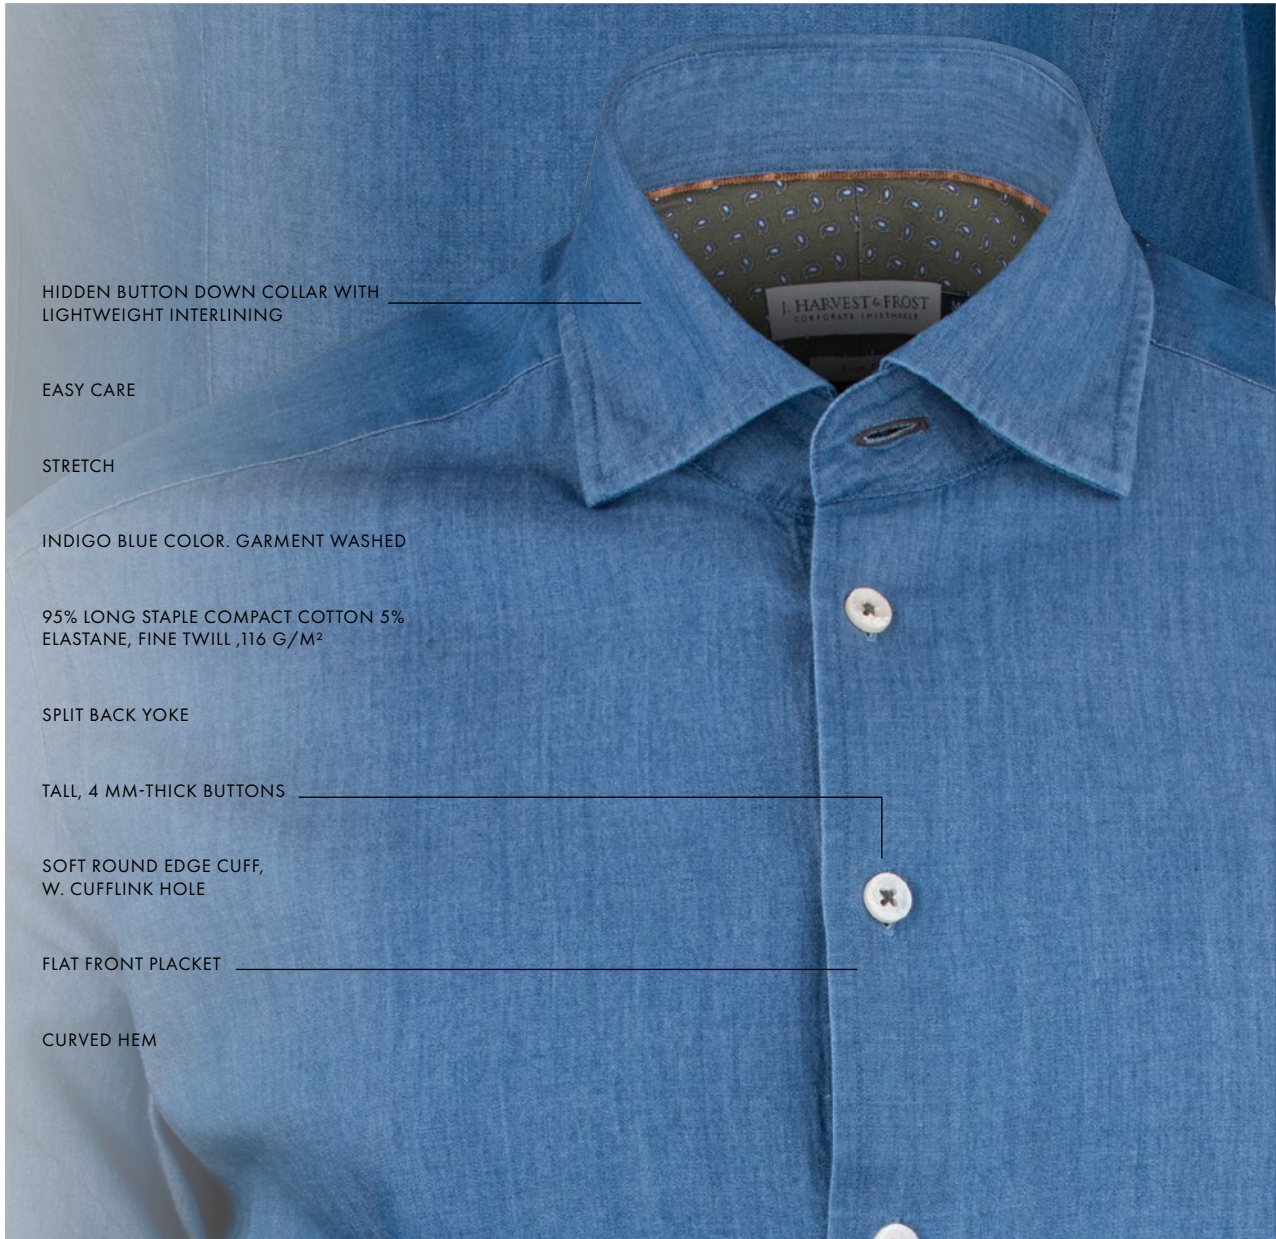 HIDDEN BUTTON DOWN COLLAR WITH
LIGHTWEIGHT INTERLINING
J. HARVEST & FROST
EASY CARE
STRETCH
INDIGO BLUE COLOR. GARMENT WASHED
95% LONG STAPLE COMPACT COTTON 5%
ELASTANE, FINE TWILL ,116 G/M²
SPLIT BACK YOKE
TALL, 4 MM-THICK BUTTONS
SOFT ROUND EDGE CUFF,
W. CUFFLINK HOLE
FLAT FRONT PLACKET
CURVED HEM